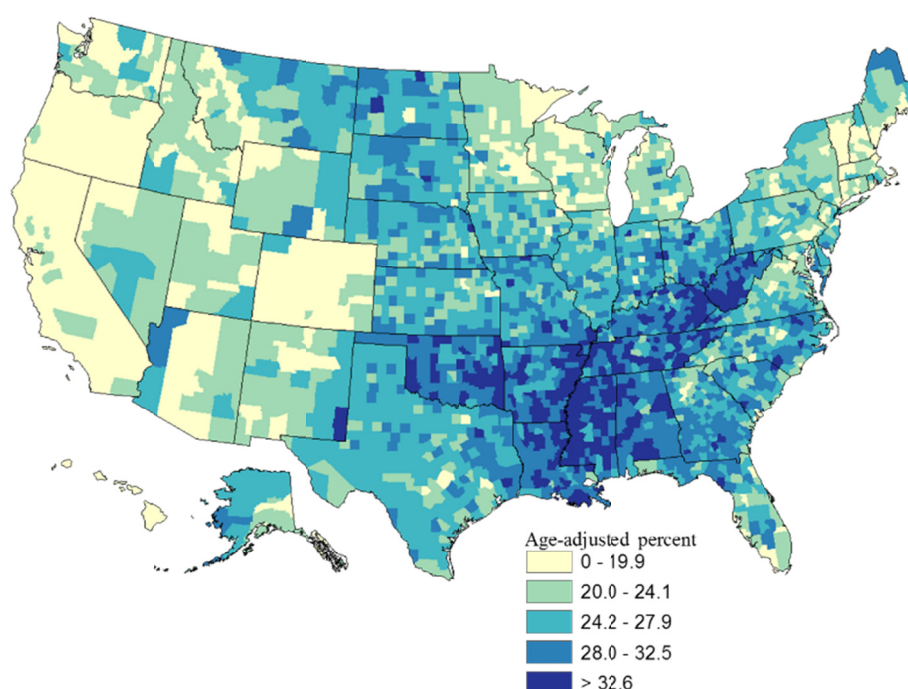 Age-adjusted percent
0 - 19.9
20.0 - 24.1
24.2 - 27.9
28.0 - 32.5
> 32.6